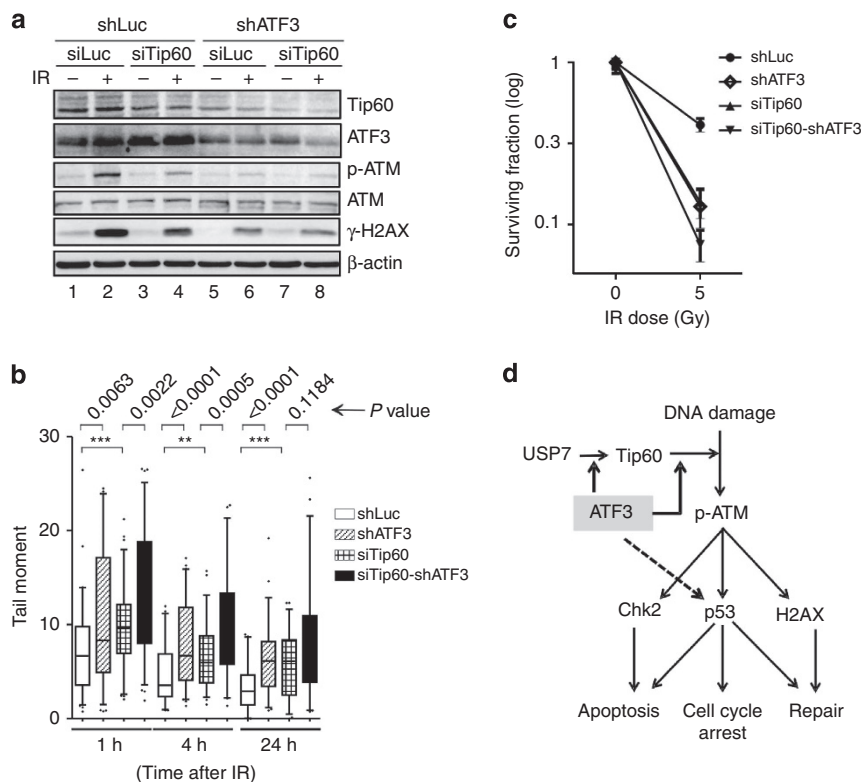 a
shLuc
shATF3
siLuc
siTip60
siLuc
siTip60
IR
–
+
–
+
–
+
–
+
Tip60
ATF3
p-ATM
ATM
γ-H2AX
β-actin
1 2 3 4 5 6 7 8
c
Surviving fraction (log)
1
0.3
0.1
0
5
IR dose (Gy)
shLuc
shATF3
siTip60
siTip60-shATF3
b
0.0063
0.0022
<0.0001
0.0005
<0.0001
0.1184
P value
***
**
***
Tail moment
30
20
10
0
shLuc
shATF3
siTip60
siTip60-shATF3
1 h
4 h
24 h
(Time after IR)
d
DNA damage
USP7
Tip60
ATF3
p-ATM
Chk2
p53
H2AX
Apoptosis
Cell cycle
arrest
Repair